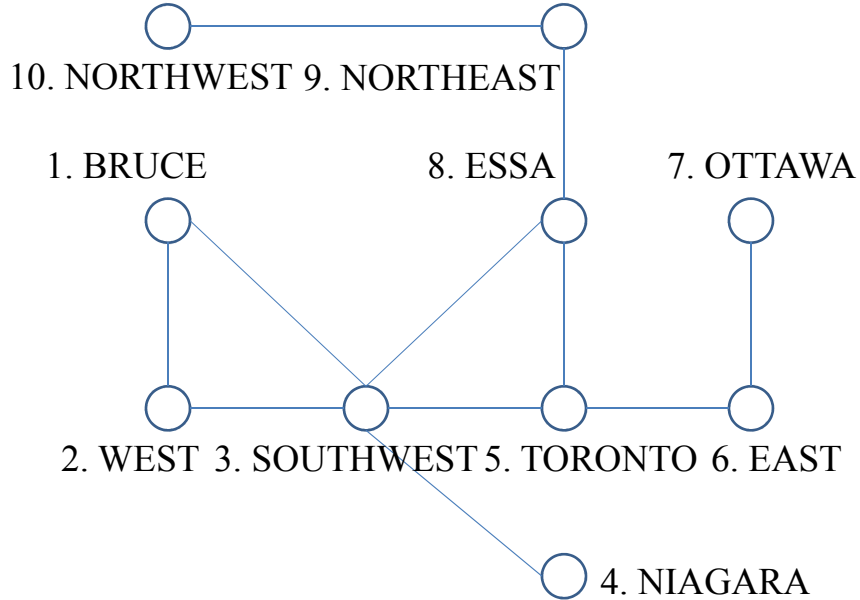 10. NORTHWEST 9. NORTHEAST
1. BRUCE 8. ESSA 7. OTTAWA
2. WEST 3. SOUTHWEST 5. TORONTO 6. EAST
4. NIAGARA